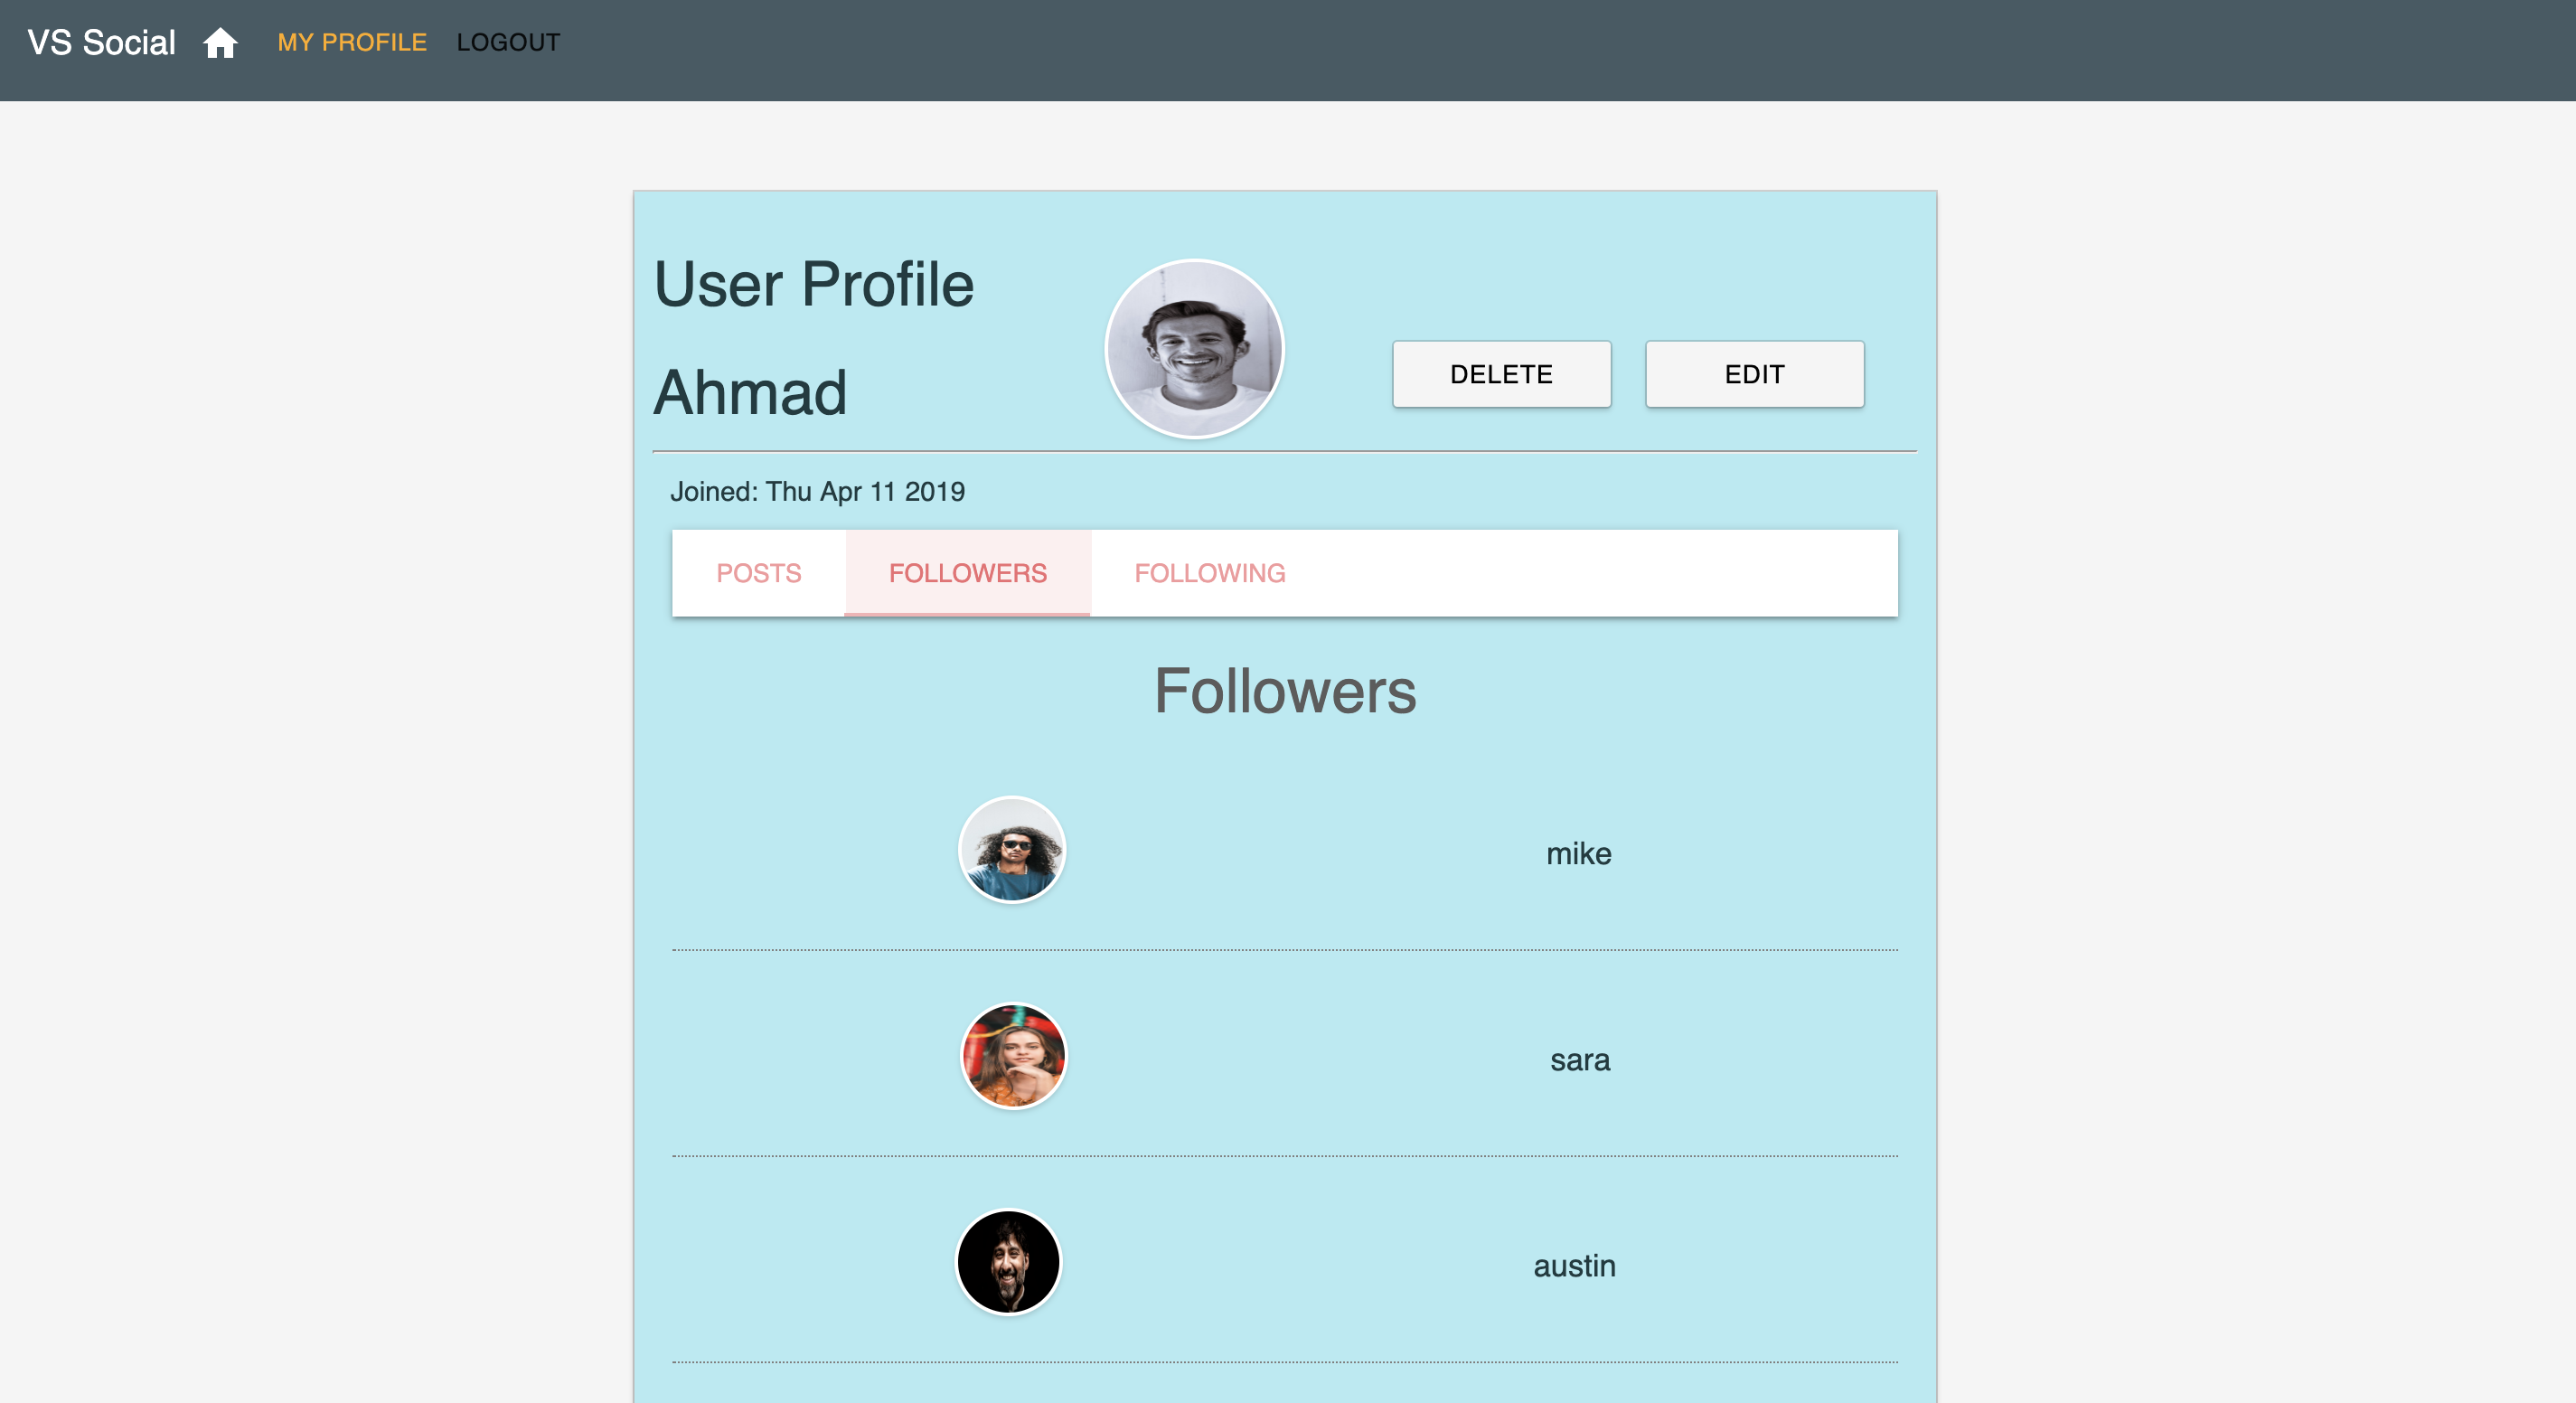 VS Social MY PROFILE LOGOUT
User Profile
Ahmad
DELETE EDIT
Joined: Thu Apr 11 2019
POSTS FOLLOWERS FOLLOWING
Followers
mike
sara
austin